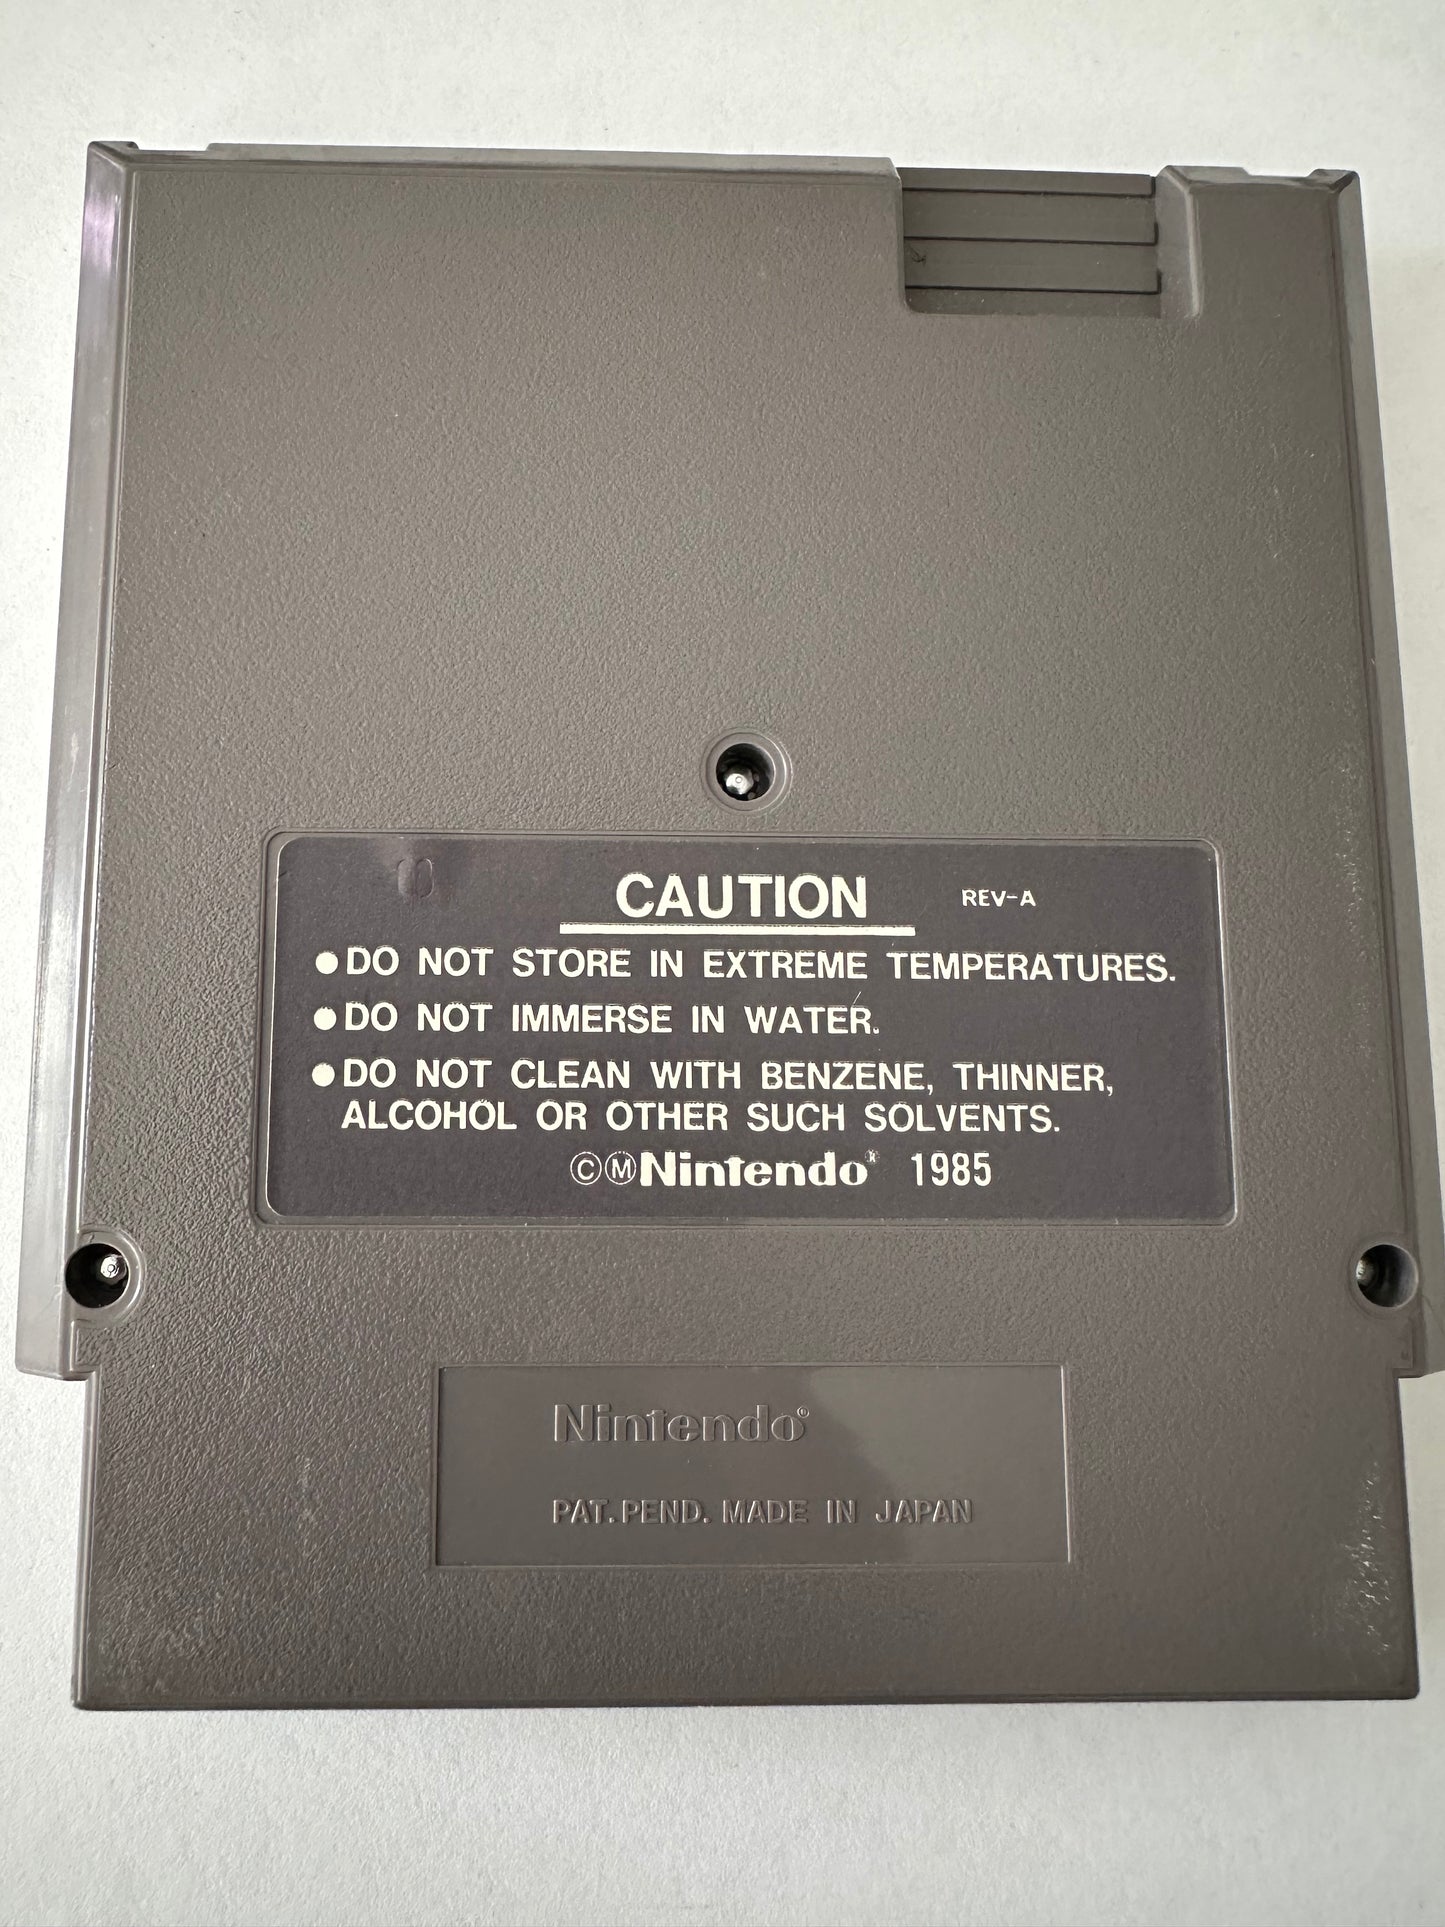 CAUTION REV-A
●DO NOT STORE IN EXTREME TEMPERATURES.
●DO NOT IMMERSE IN WATER.
●DO NOT CLEAN WITH BENZENE, THINNER,
ALCOHOL OR OTHER SUCH SOLVENTS.
ⒸⓂNintendo® 1985
Nintendo®
PAT.PEND. MADE IN JAPAN